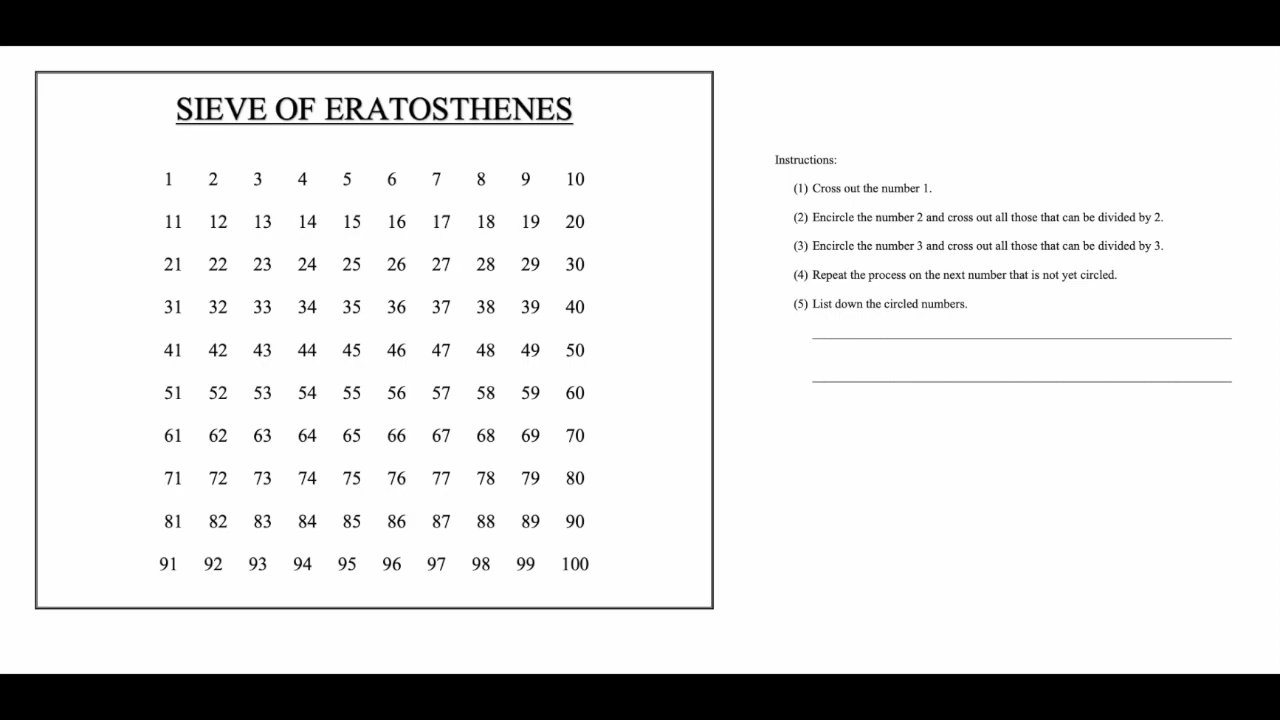 SIEVE OF ERATOSTHENES
1 2 3 4 5 6 7 8 9 10
11 12 13 14 15 16 17 18 19 20
21 22 23 24 25 26 27 28 29 30
31 32 33 34 35 36 37 38 39 40
41 42 43 44 45 46 47 48 49 50
51 52 53 54 55 56 57 58 59 60
61 62 63 64 65 66 67 68 69 70
71 72 73 74 75 76 77 78 79 80
81 82 83 84 85 86 87 88 89 90
91 92 93 94 95 96 97 98 99 100
Instructions:
(1) Cross out the number 1.
(2) Encircle the number 2 and cross out all those that can be divided by 2.
(3) Encircle the number 3 and cross out all those that can be divided by 3.
(4) Repeat the process on the next number that is not yet circled.
(5) List down the circled numbers.